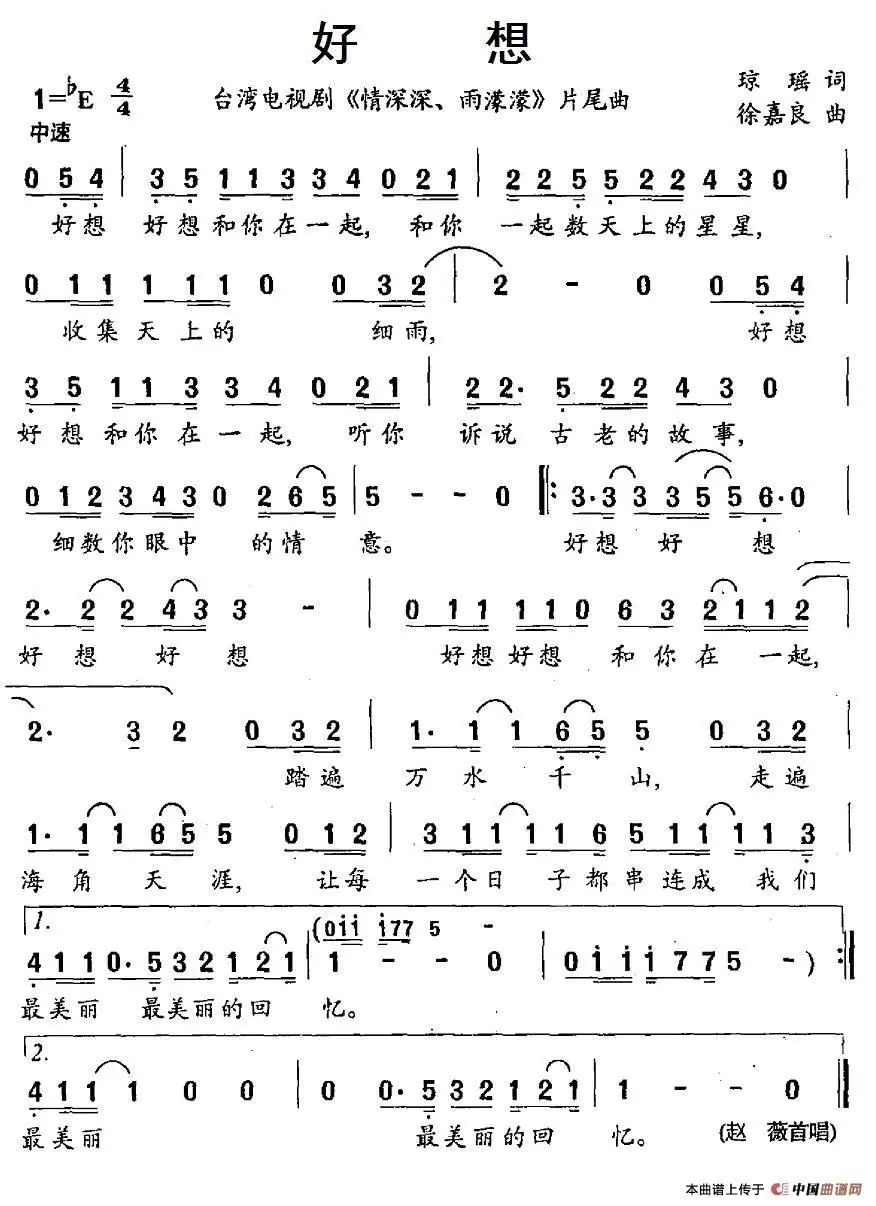 好 想
1=♭E 4/4 台湾电视剧《情深深、雨濛濛》片尾曲 琼 瑶 词
中速 徐嘉良 曲
0 5 4 | 3 5 1 1 3 3 4 0 2 1 | 2 2 5 5 2 2 4 3 0 |
好想 好想和你在一起, 和你 一起数天上的星星,
0 1 1 1 1 1 0 0 3 2 | 2 - 0 0 5 4 |
收集天上的 细雨, 好想
3 5 1 1 3 3 4 0 2 1 | 2 2· 5 2 2 4 3 0 |
好想和你在一起, 听你 诉说古老的故事,
0 1 2 3 4 3 0 2 6 5 | 5 - - 0 |: 3·3 3 3 5 5 6·0 |
细数你眼中 的情 意。 好想好 想
2· 2 2 4 3 3 - | 0 1 1 1 1 1 0 6 3 2 1 1 2 |
好想好想 好想好想 和你在一起,
2· 3 2 0 3 2 | 1· 1 1 6 5 5 0 3 2 |
踏遍 万水千山, 走遍
1· 1 1 6 5 5 0 1 2 | 3 1 1 1 1 6 5 1 1 1 1 3 |
海角天涯, 让每 一个日子都串连成我们
1. (0 i i i 7 7 5 -
4 1 1 0· 5 3 2 1 2 1 | 1 - - 0 | 0 i i i 7 7 5 - ) :|
最美丽 最美丽的回 忆。
2.
4 1 1 1 0 0 | 0 0· 5 3 2 1 2 1 | 1 - - 0 |
最美丽 最美丽的回 忆。 (赵 薇首唱)
本曲谱上传于 中国曲谱网